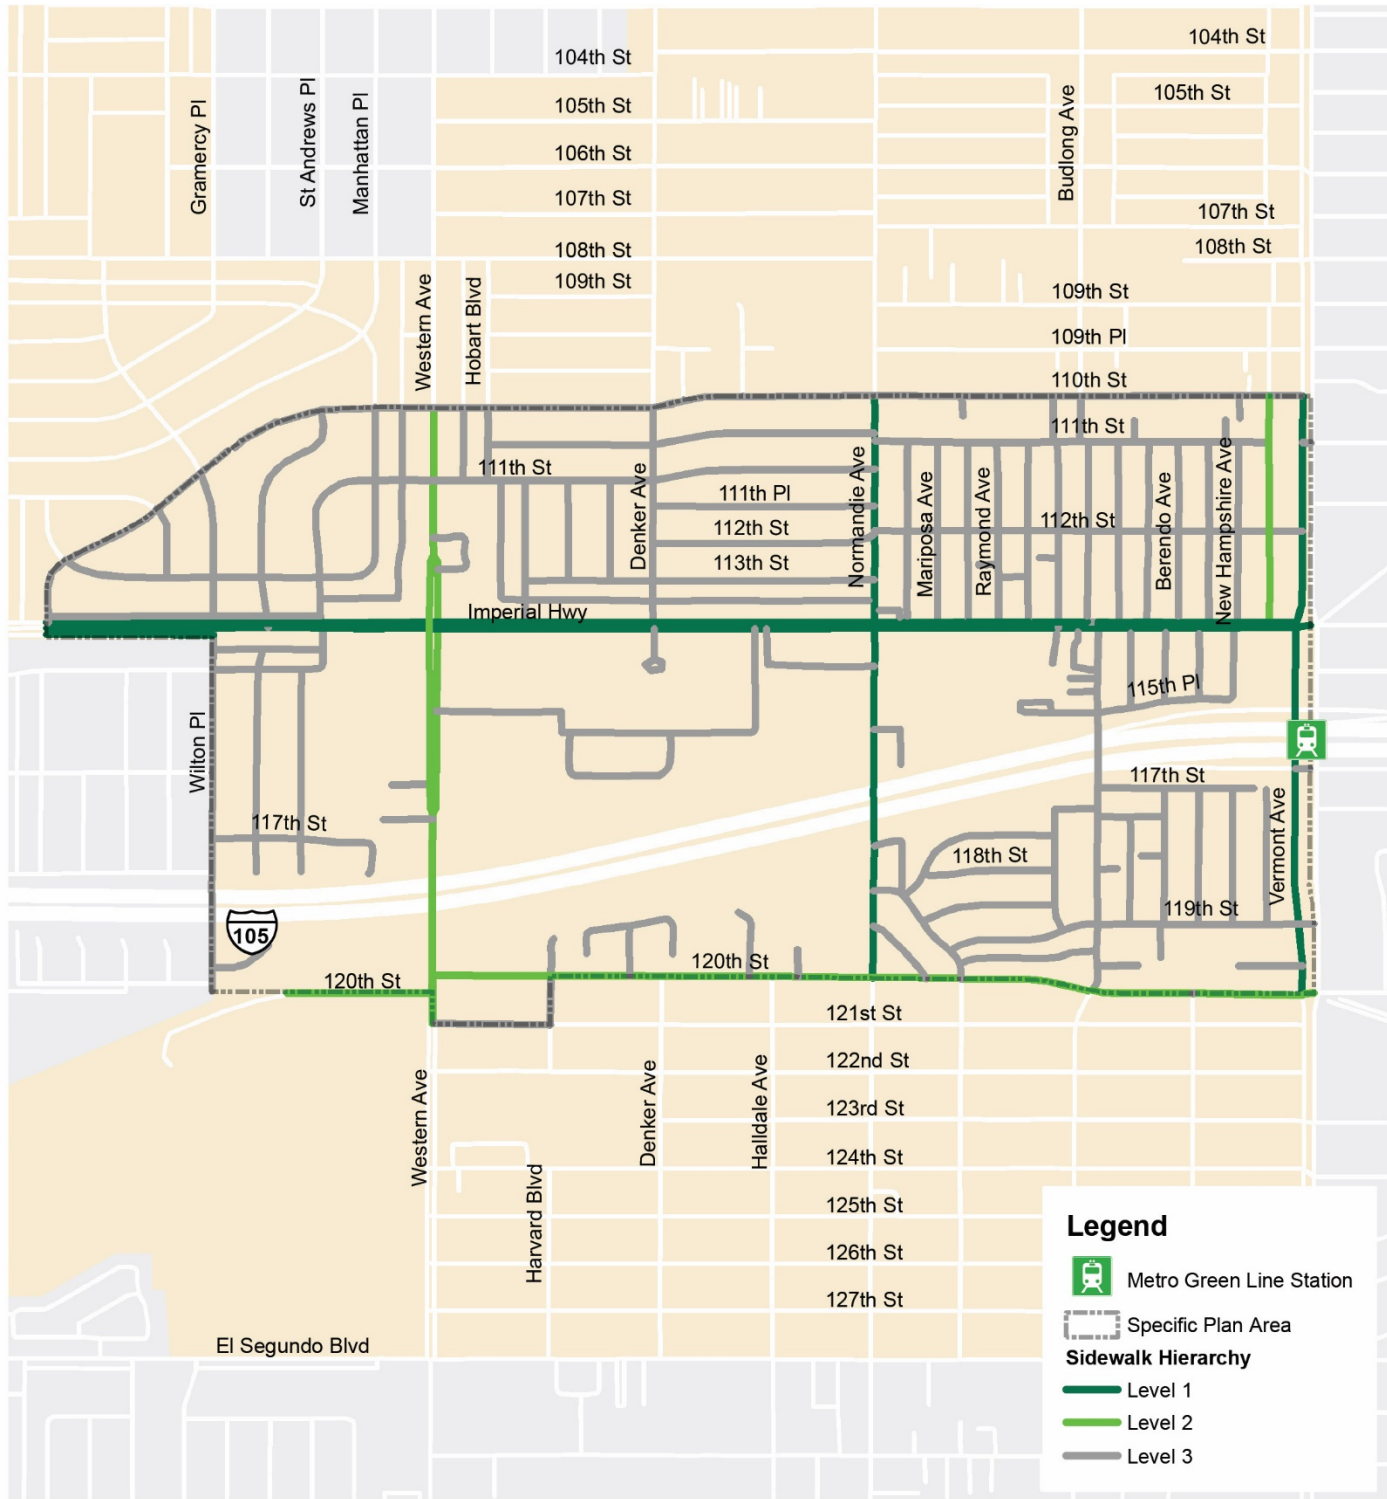 104th St
104th St
105th St
105th St
Gramercy Pl
St Andrews Pl
Manhattan Pl
Budlong Ave
106th St
107th St
107th St
108th St
108th St
109th St
109th St
Western Ave
Hobart Blvd
109th Pl
110th St
111th St
111th St
Denker Ave
111th Pl
Normandie Ave
Mariposa Ave
Raymond Ave
112th St
112th St
Berendo Ave
New Hampshire Ave
113th St
Imperial Hwy
115th Pl
Wilton Pl
117th St
117th St
118th St
Vermont Ave
119th St
105
120th St
120th St
121st St
122nd St
Western Ave
Denker Ave
Halldale Ave
123rd St
124th St
Harvard Blvd
125th St
126th St
127th St
El Segundo Blvd
Legend
Metro Green Line Station
Specific Plan Area
Sidewalk Hierarchy
Level 1
Level 2
Level 3